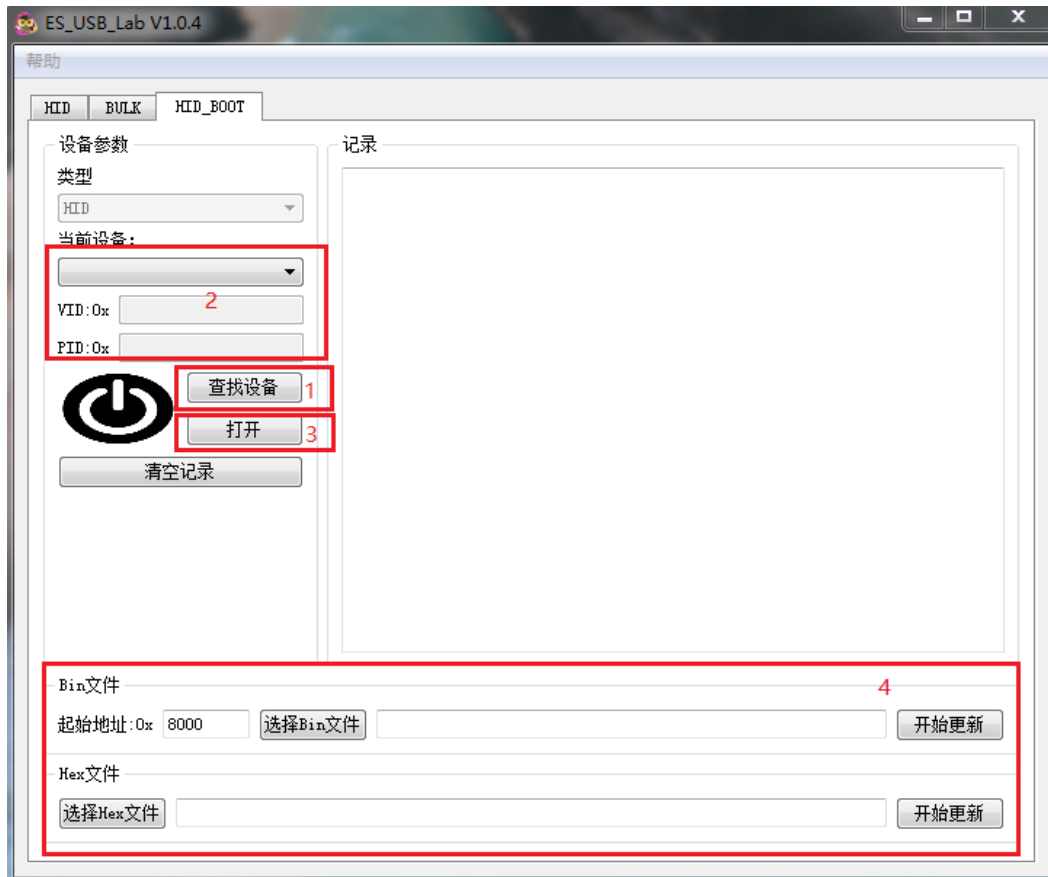 ES_USB_Lab V1.0.4
帮助
HID BULK HID_BOOT
设备参数
类型
HID
当前设备:
2
VID:0x
PID:0x
查找设备 1
打开 3
清空记录
记录
Bin文件
4
起始地址:0x 8000 选择Bin文件 开始更新
Hex文件
选择Hex文件 开始更新